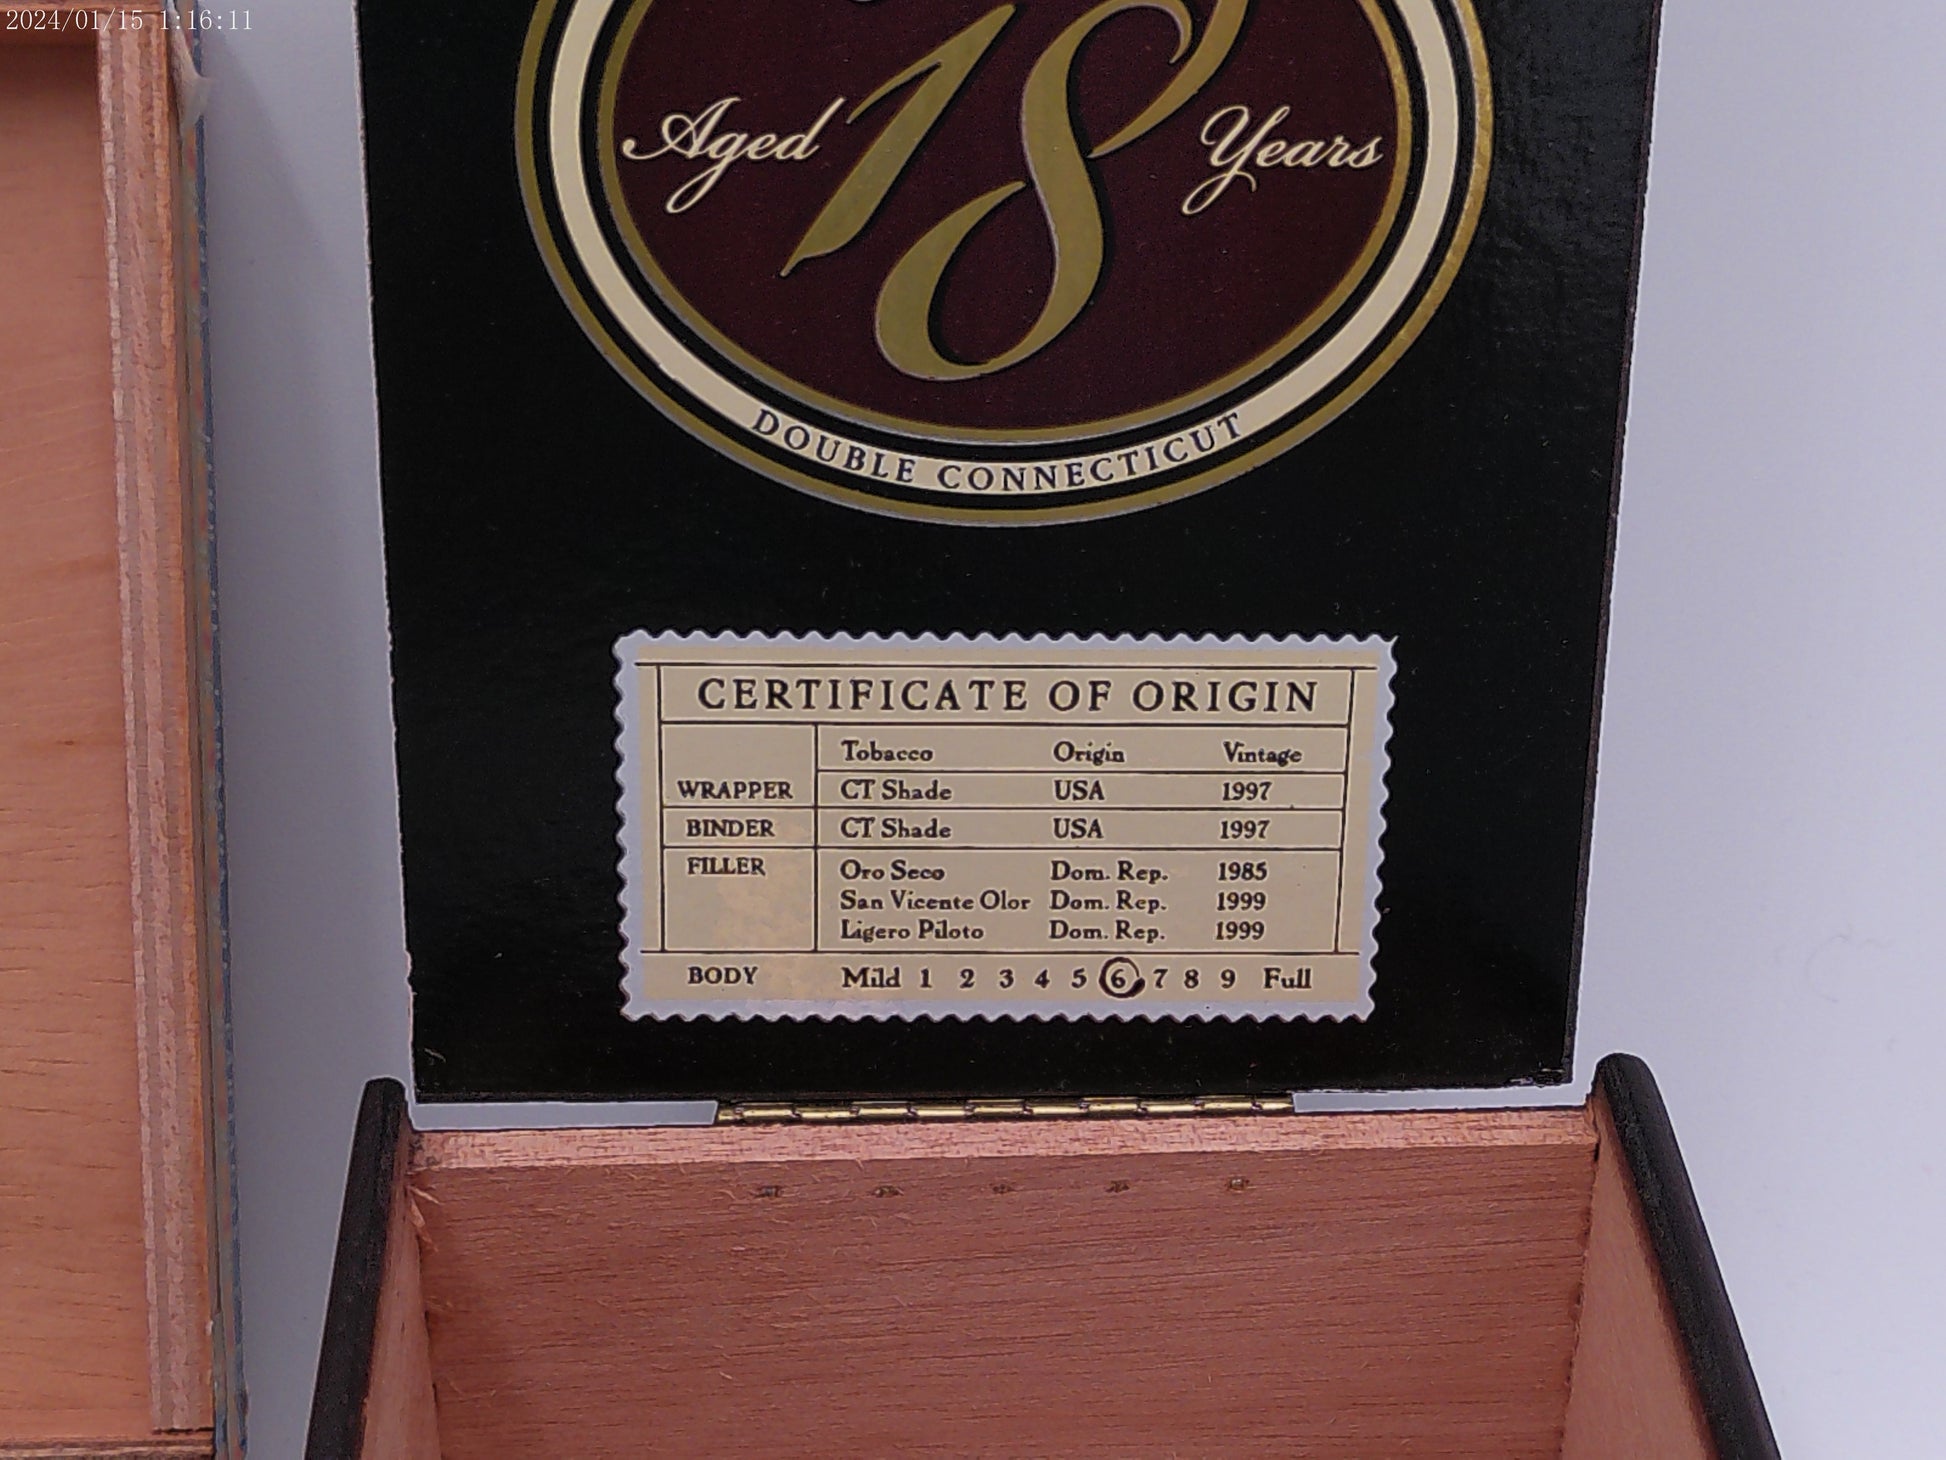 2024/01/15 1:16:11
Aged 18 Years
DOUBLE CONNECTICUT
CERTIFICATE OF ORIGIN
Tobacco Origin Vintage
WRAPPER CT Shade USA 1997
BINDER CT Shade USA 1997
FILLER Oro Seco Dom. Rep. 1985
San Vicente Olor Dom. Rep. 1999
Ligero Piloto Dom. Rep. 1999
BODY Mild 1 2 3 4 5 6 7 8 9 Full